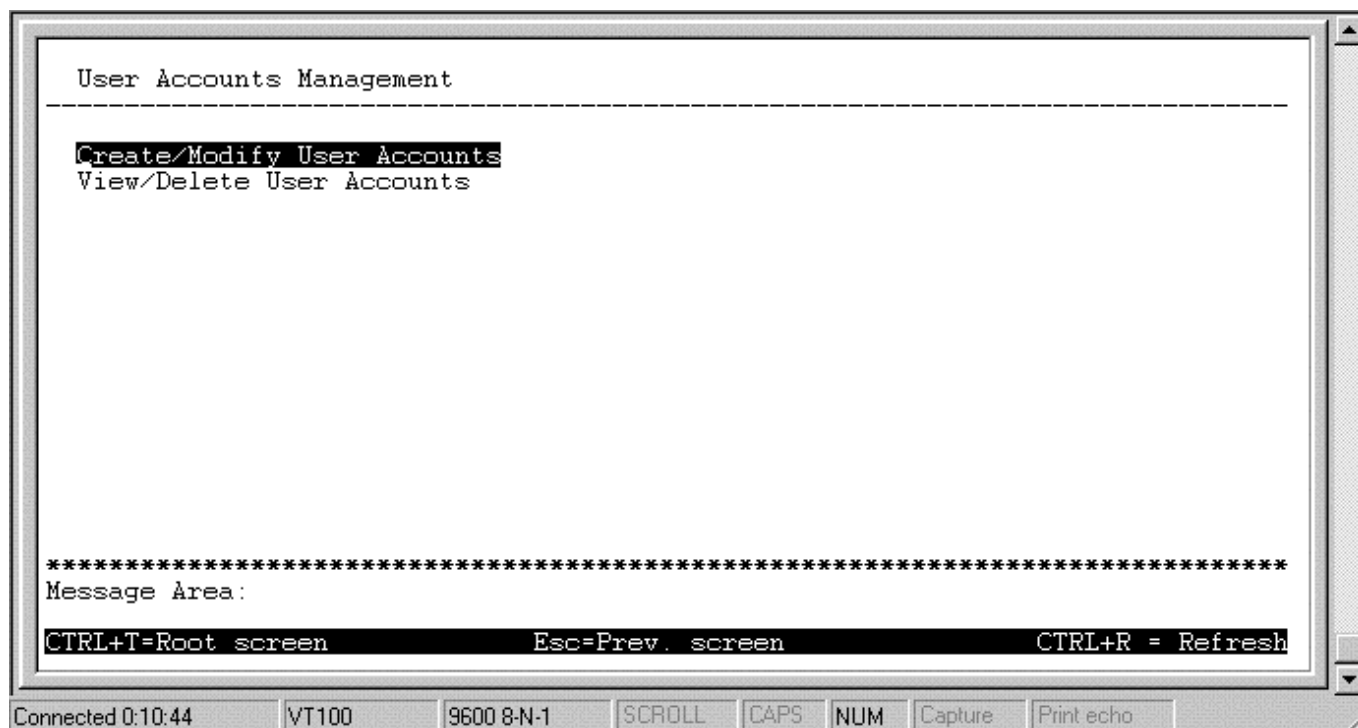 User Accounts Management
--------------------------------------------------------------------------------
Create/Modify User Accounts
View/Delete User Accounts
********************************************************************************
Message Area:
CTRL+T=Root screen Esc=Prev. screen CTRL+R = Refresh
Connected 0:10:44 VT100 9600 8-N-1 SCROLL CAPS NUM Capture Print echo